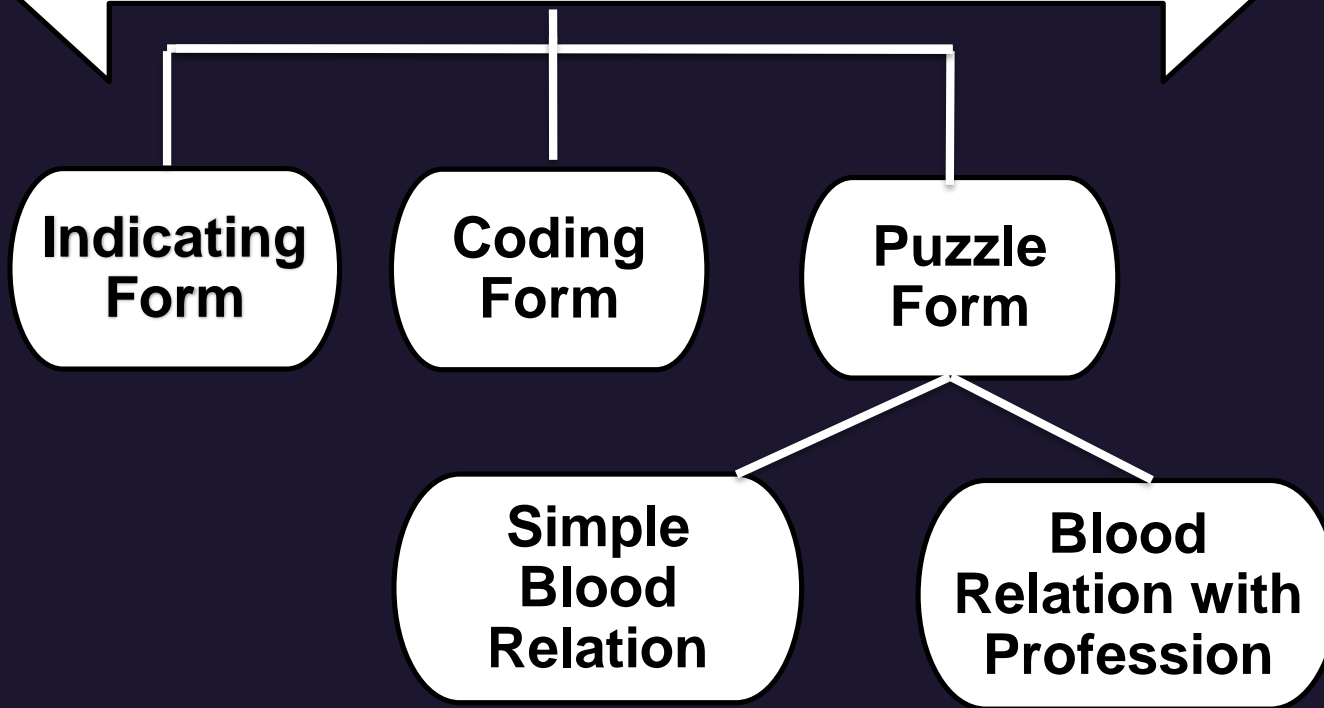 Indicating
Form
Coding
Form
Puzzle
Form
Simple
Blood
Relation
Blood
Relation with
Profession